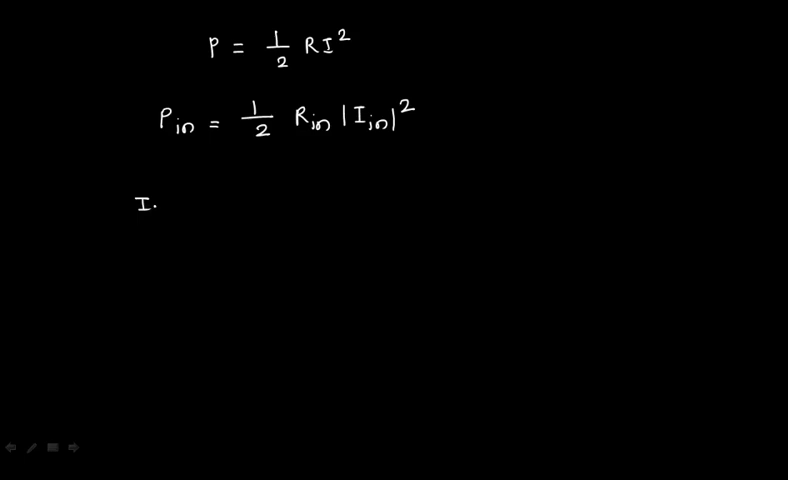 P = 1/2 RI²
P_in = 1/2 R_in |I_in|²
I.